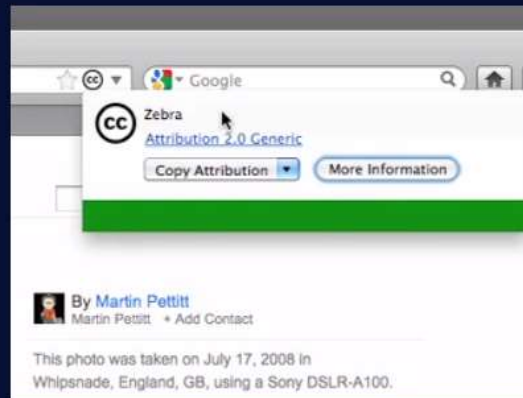 cc
Google
cc
Zebra
Attribution 2.0 Generic
Copy Attribution
More Information
By Martin Pettitt
Martin Pettitt + Add Contact
This photo was taken on July 17, 2008 in
Whipsnade, England, GB, using a Sony DSLR-A100.